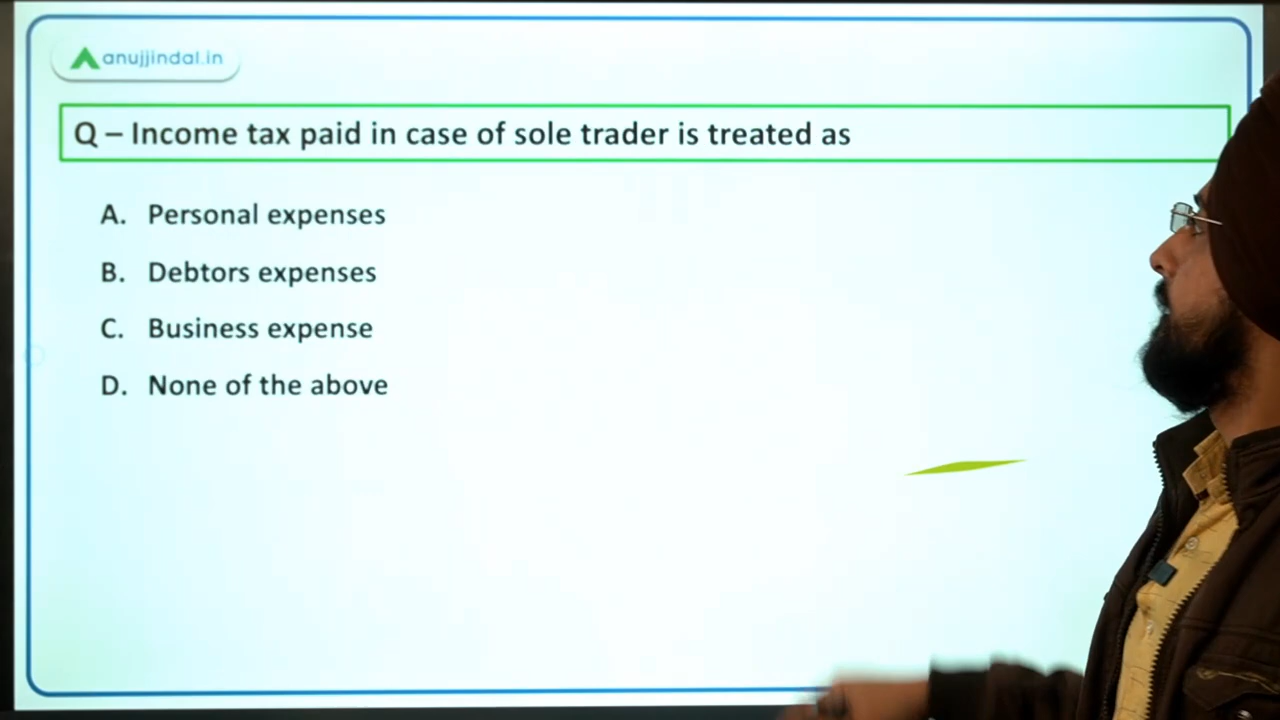 anujjindal.in
Q – Income tax paid in case of sole trader is treated as
A. Personal expenses
B. Debtors expenses
C. Business expense
D. None of the above